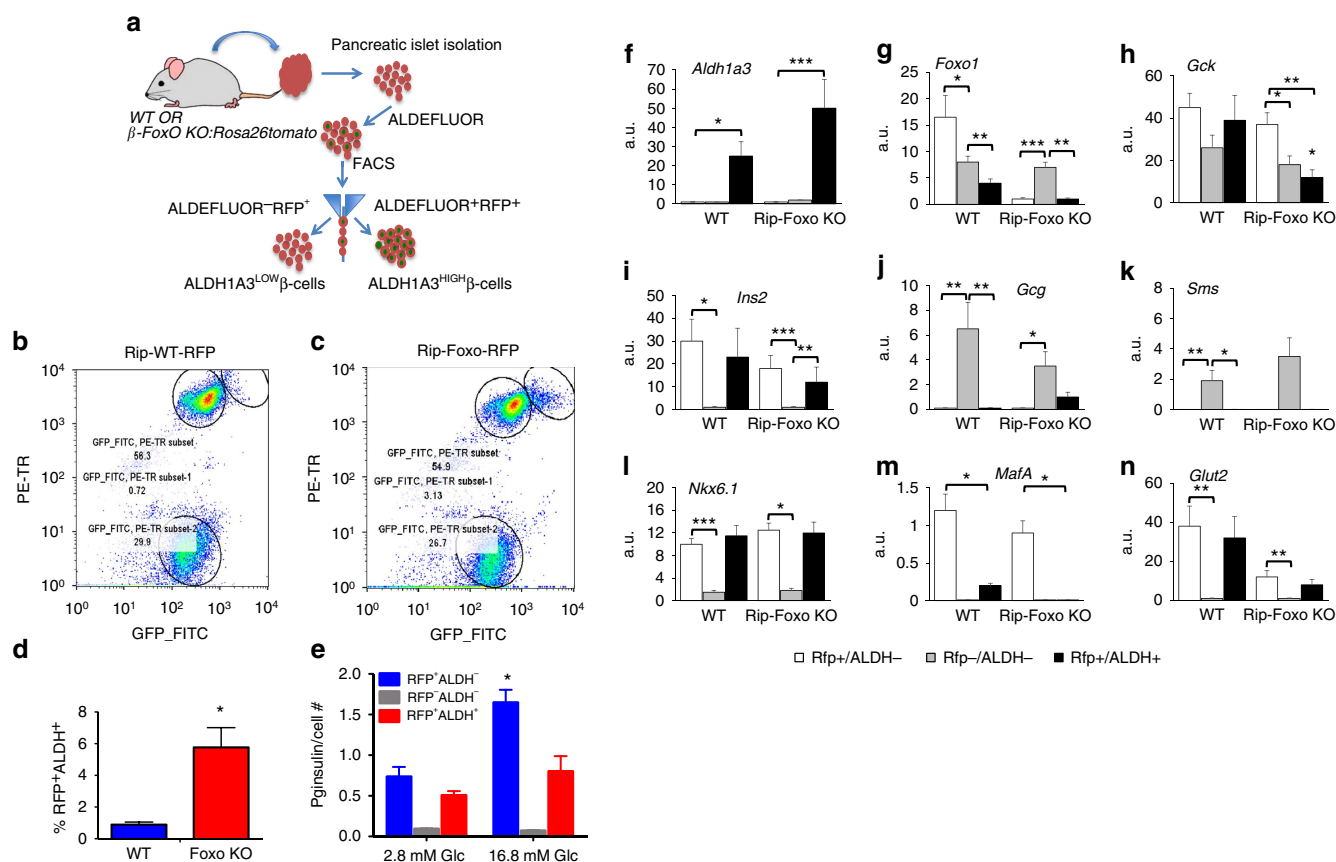 a
Pancreatic islet isolation
WT OR
β-FoxO KO:Rosa26tomato
ALDEFLUOR
FACS
ALDEFLUOR–RFP+
ALDEFLUOR+RFP+
ALDH1A3LOWβ-cells
ALDH1A3HIGHβ-cells
b
Rip-WT-RFP
10⁴
10³
10²
10¹
10⁰
PE-TR
GFP_FITC, PE-TR subset
58.3
GFP_FITC, PE-TR subset-1
0.72
GFP_FITC, PE-TR subset-2
29.9
10⁰ 10¹ 10² 10³ 10⁴
GFP_FITC
c
Rip-Foxo-RFP
10⁴
10³
10²
10¹
10⁰
PE-TR
GFP_FITC, PE-TR subset
54.9
GFP_FITC, PE-TR subset-1
3.13
GFP_FITC, PE-TR subset-2
26.7
10⁰ 10¹ 10² 10³ 10⁴
GFP_FITC
d
% RFP+ALDH+
8
6
4
2
0
*
WT Foxo KO
e
Pginsulin/cell #
2.0
1.5
1.0
0.5
0.0
RFP+ALDH–
RFP–ALDH–
RFP+ALDH+
*
2.8 mM Glc 16.8 mM Glc
f
Aldh1a3
a.u.
70
60
50
40
30
20
10
0
*
***
WT Rip-Foxo KO
g
Foxo1
a.u.
25
20
15
10
5
0
*
**
*** **
WT Rip-Foxo KO
h
Gck
a.u.
60
40
20
0
**
*
*
WT Rip-Foxo KO
i
Ins2
a.u.
50
40
30
20
10
0
*
***
**
WT Rip-Foxo KO
j
Gcg
a.u.
10
8
6
4
2
0
** **
*
WT Rip-Foxo KO
k
Sms
a.u.
8
6
4
2
0
** *
WT Rip-Foxo KO
l
Nkx6.1
a.u.
20
16
12
8
4
0
***
*
WT Rip-Foxo KO
m
MafA
a.u.
1.5
1
0.5
0
*
*
WT Rip-Foxo KO
n
Glut2
a.u.
60
40
20
0
**
**
WT Rip-Foxo KO
Rfp+/ALDH– Rfp–/ALDH– Rfp+/ALDH+